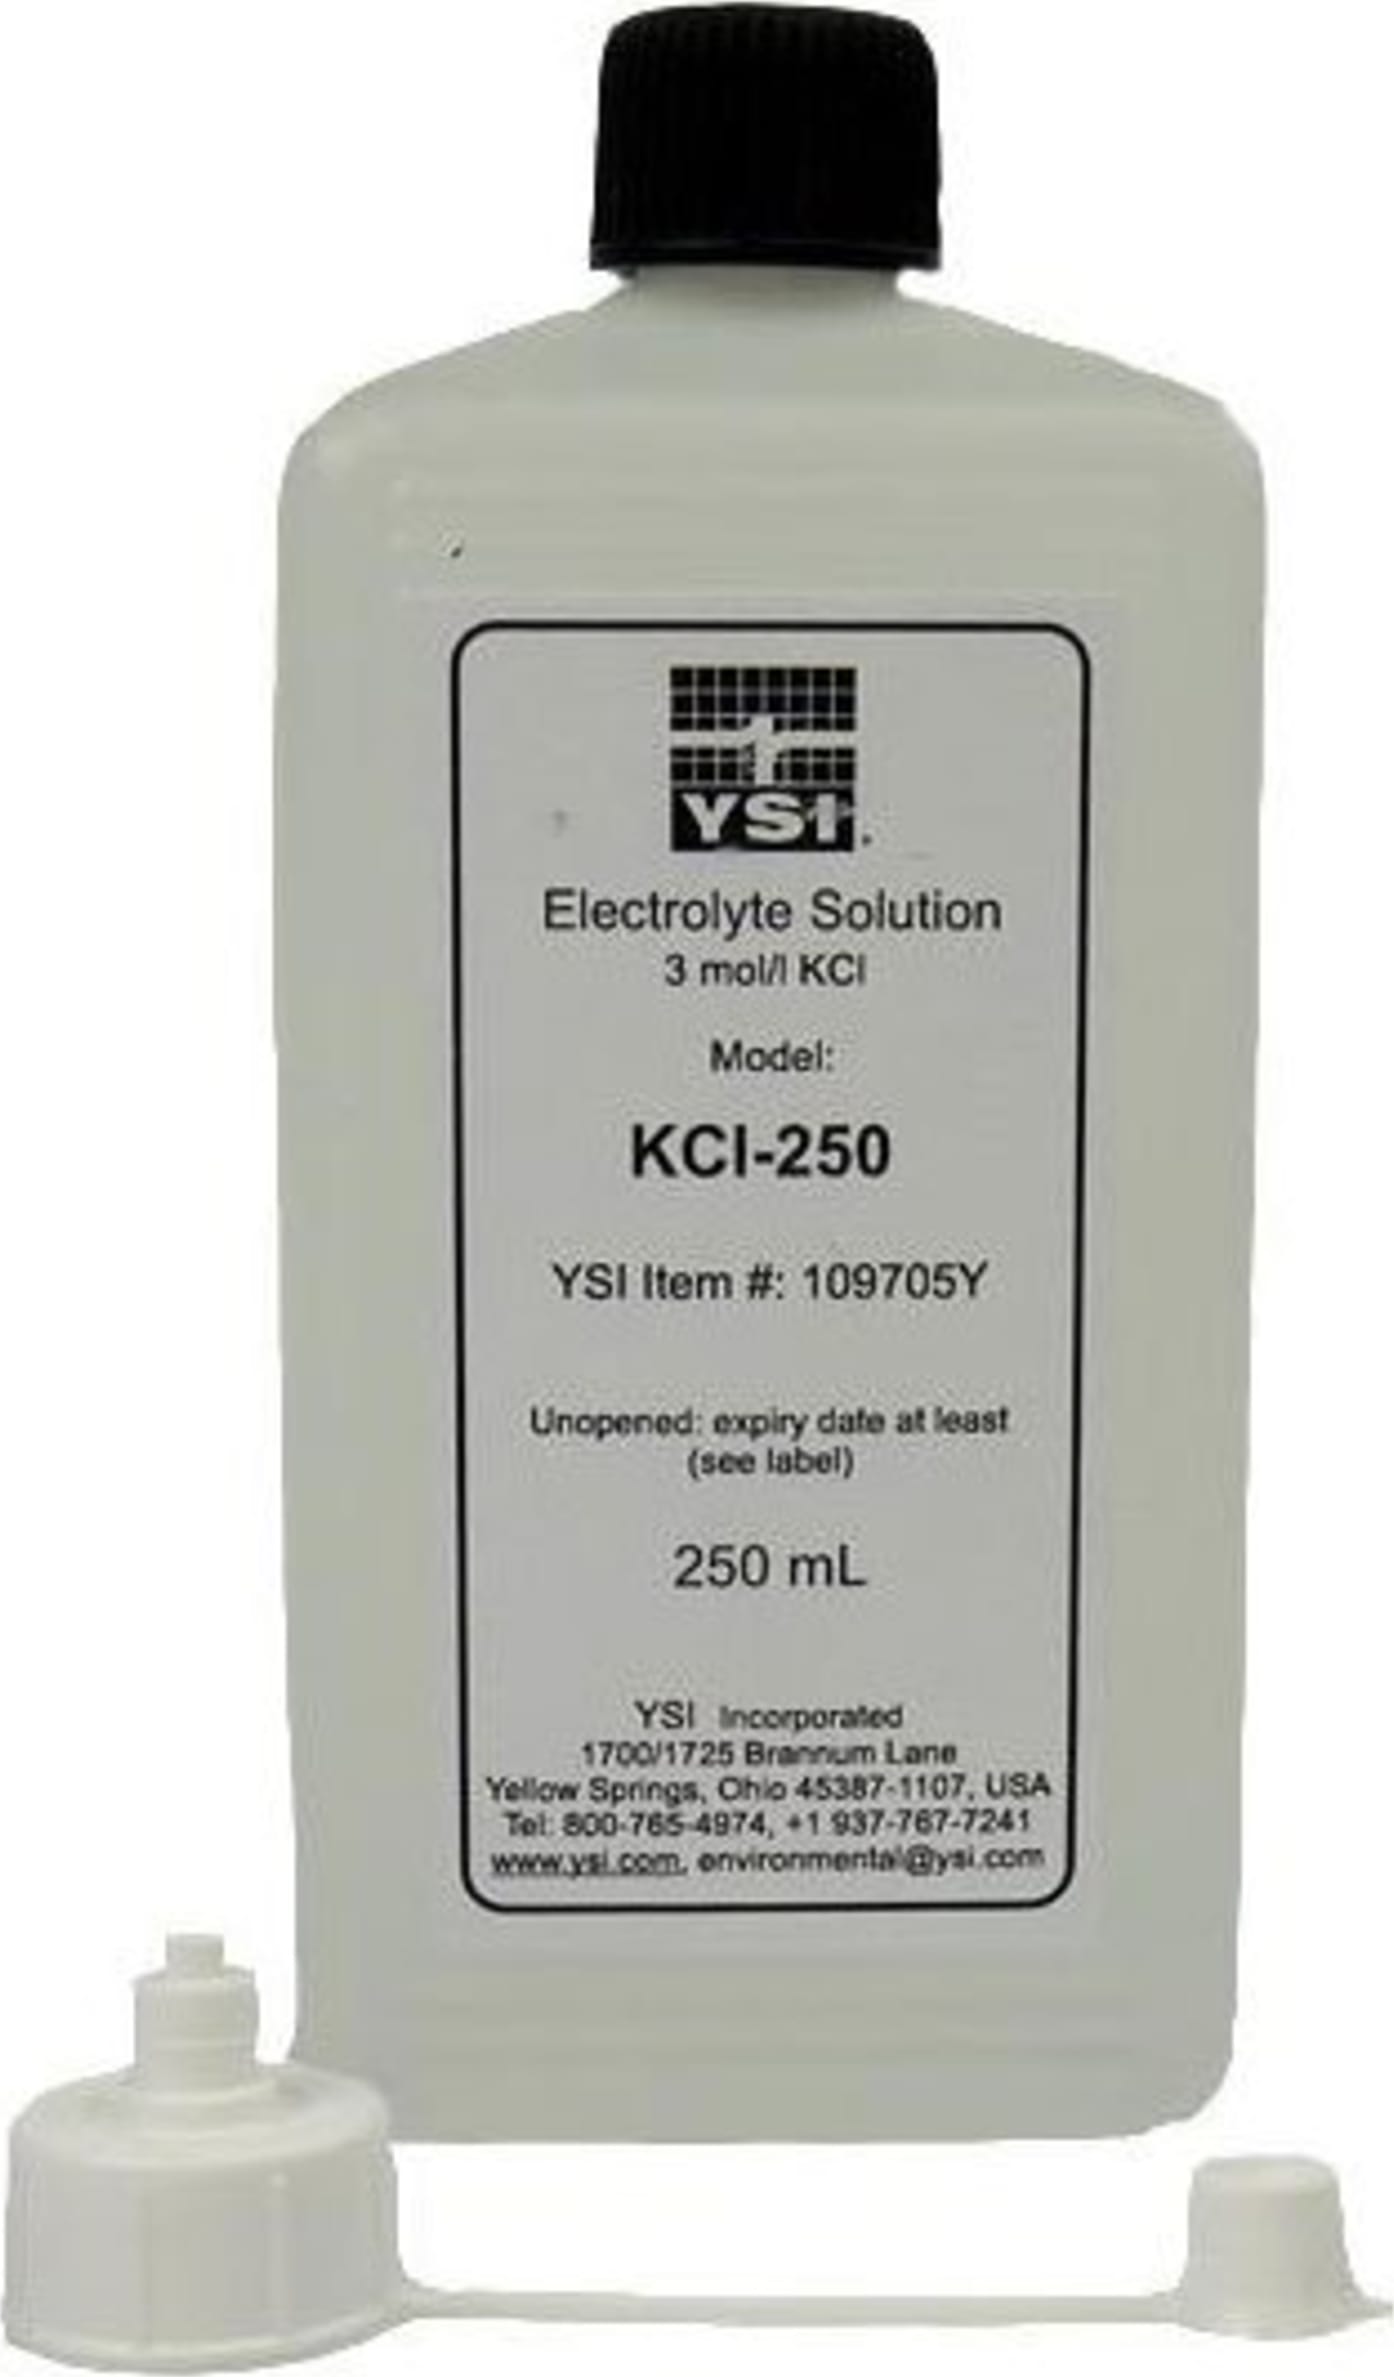 YSI
Electrolyte Solution
3 mol/l KCl
Model:
KCl-250
YSI Item #: 109705Y
Unopened: expiry date at least
(see label)
250 mL
YSI Incorporated
1700/1725 Brannum Lane
Yellow Springs, Ohio 45387-1107, USA
Tel: 800-765-4974, +1 937-767-7241
www.ysi.com, environmental@ysi.com